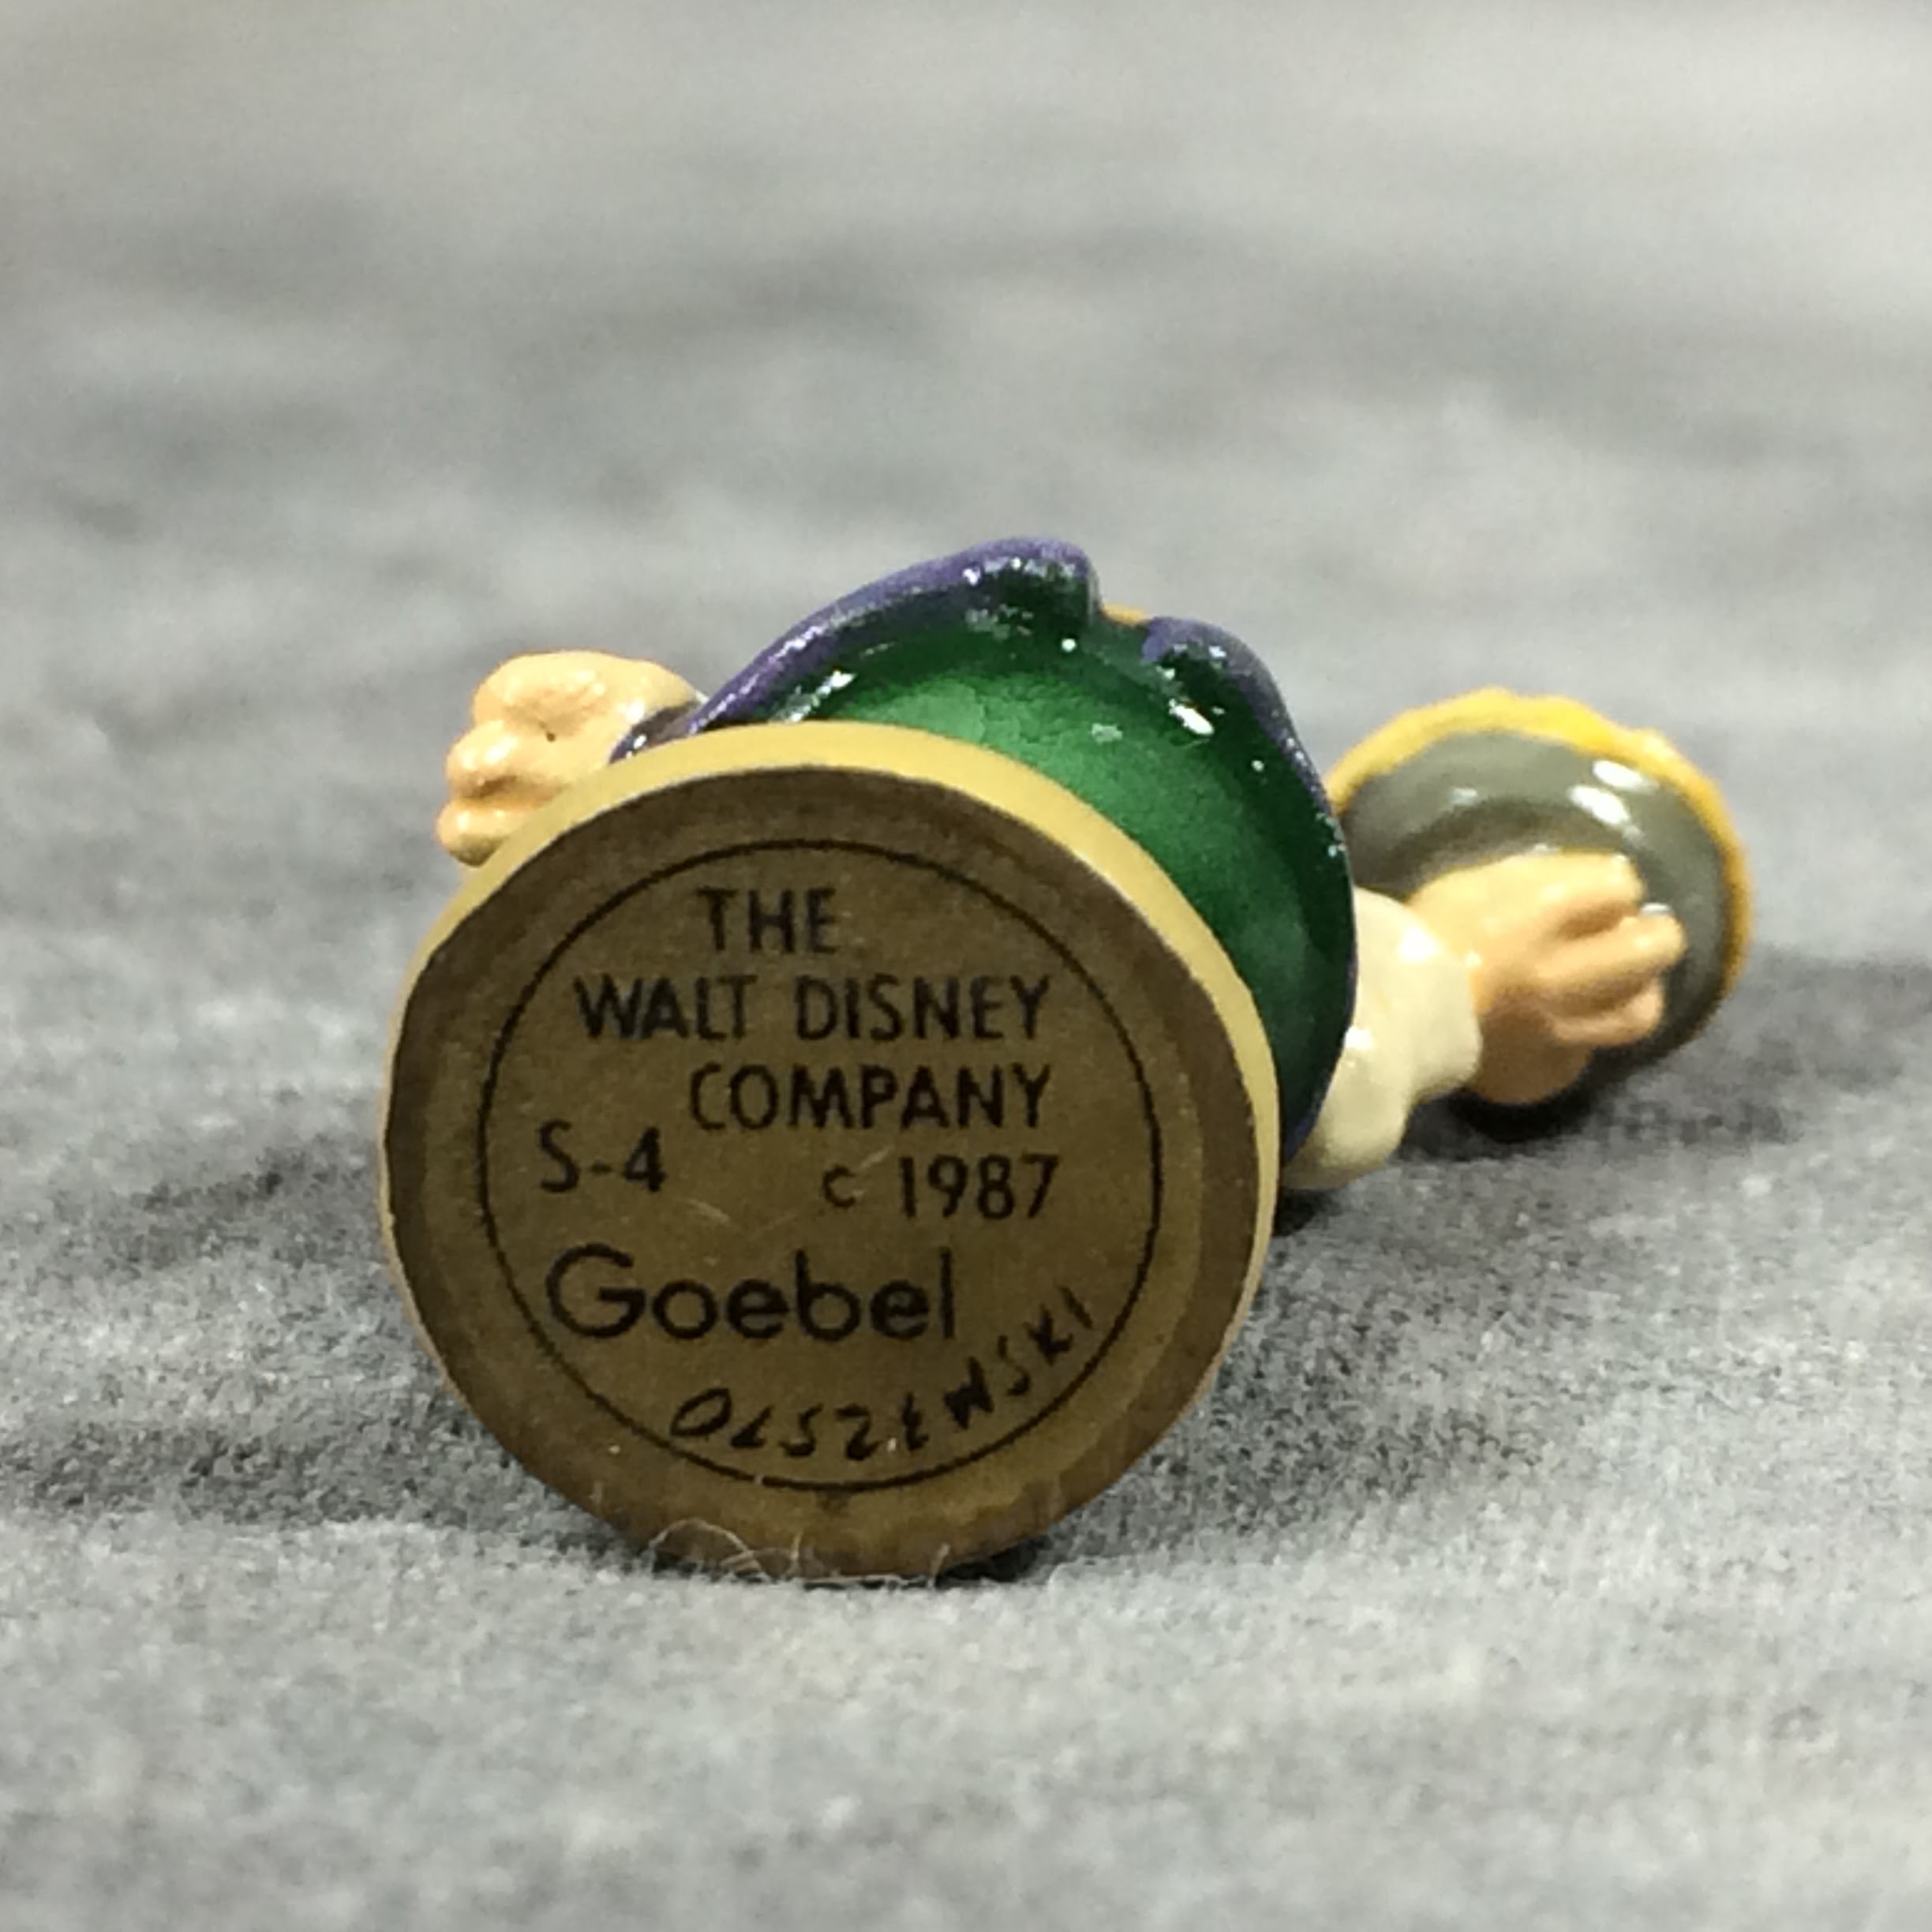 THE
WALT DISNEY
COMPANY
S-4 c 1987
Goebel
OLSZEWSKI